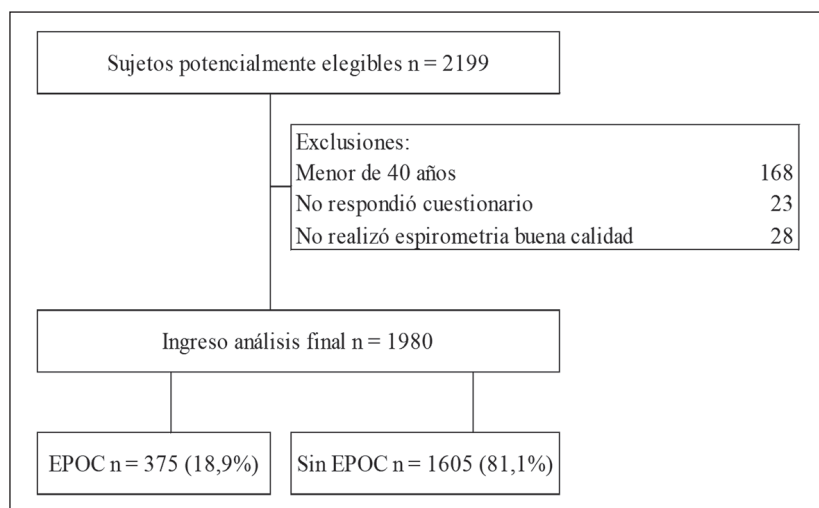 Sujetos potencialmente elegibles n = 2199
Exclusiones:
Menor de 40 años 168
No respondió cuestionario 23
No realizó espirometria buena calidad 28
Ingreso análisis final n = 1980
EPOC n = 375 (18,9%)
Sin EPOC n = 1605 (81,1%)